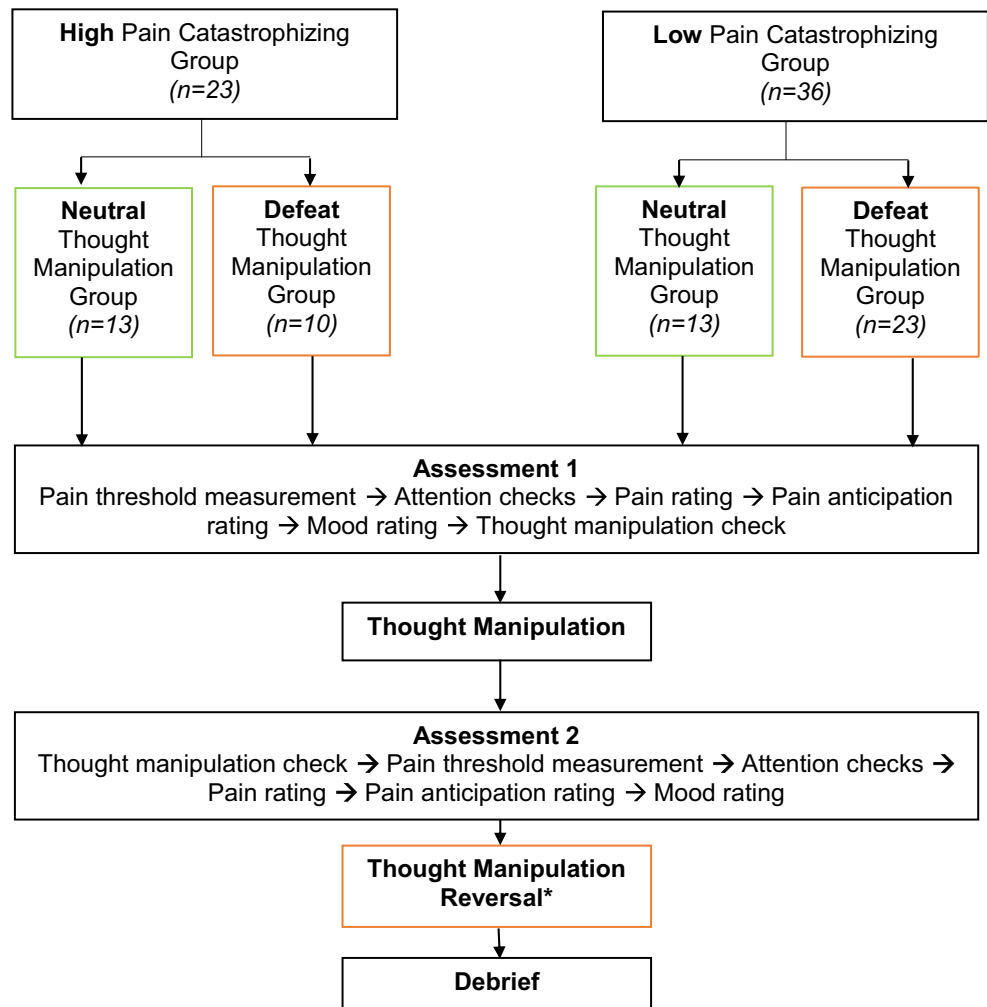 High Pain Catastrophizing
Group
(n=23)
Low Pain Catastrophizing
Group
(n=36)
Neutral
Thought
Manipulation
Group
(n=13)
Defeat
Thought
Manipulation
Group
(n=10)
Neutral
Thought
Manipulation
Group
(n=13)
Defeat
Thought
Manipulation
Group
(n=23)
Assessment 1
Pain threshold measurement → Attention checks → Pain rating → Pain anticipation
rating → Mood rating → Thought manipulation check
Thought Manipulation
Assessment 2
Thought manipulation check → Pain threshold measurement → Attention checks →
Pain rating → Pain anticipation rating → Mood rating
Thought Manipulation
Reversal*
Debrief